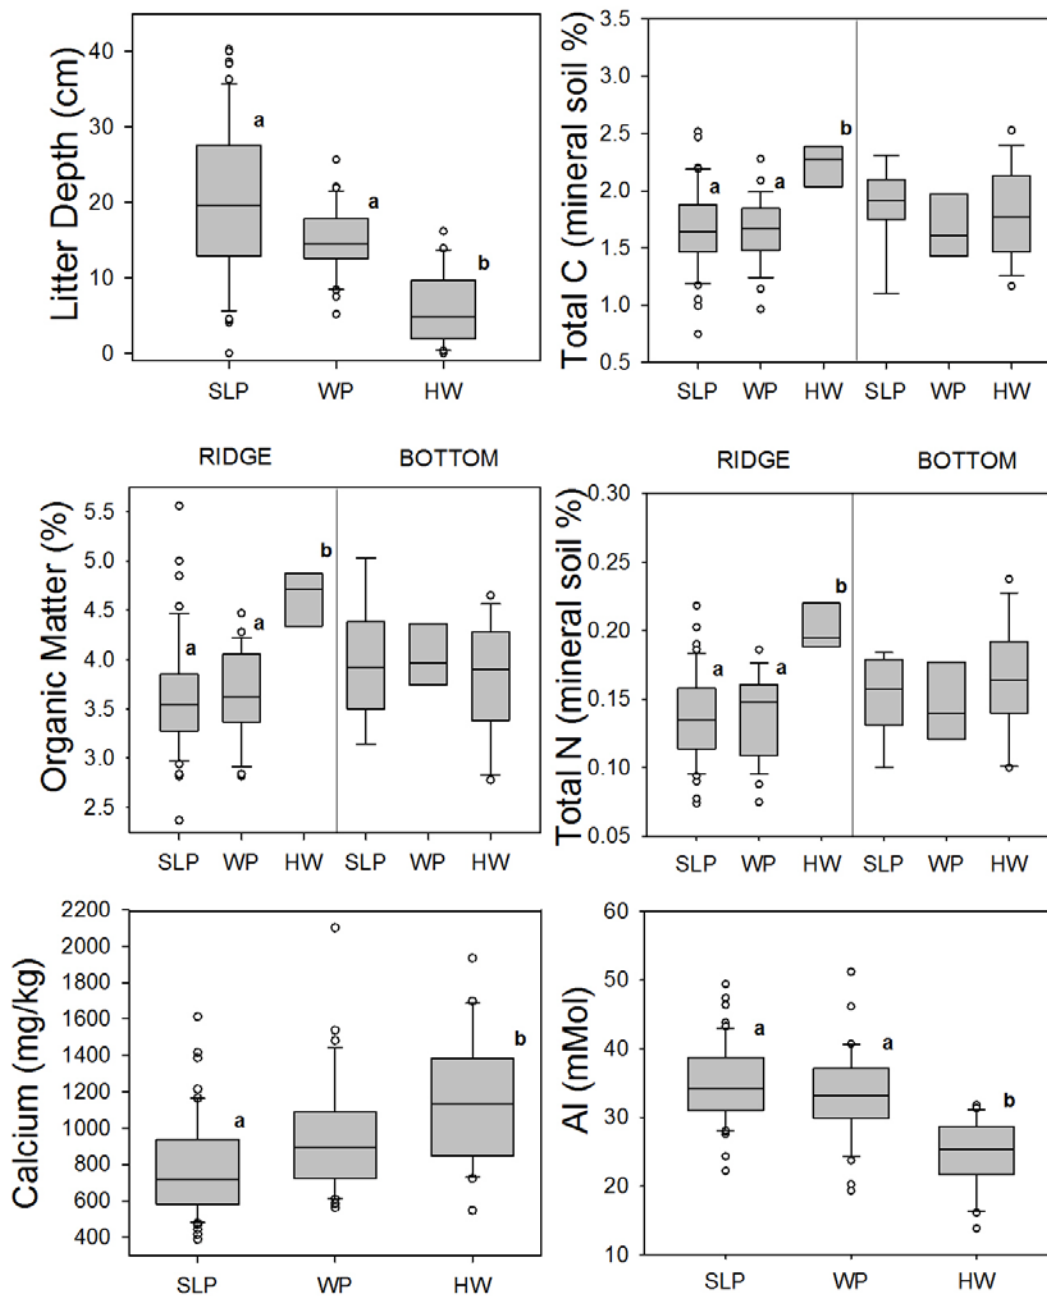 Litter Depth (cm)
40
30
20
10
0
a
a
b
SLP WP HW
Total C (mineral soil %)
3.5
3.0
2.5
2.0
1.5
1.0
0.5
a
a
b
SLP WP HW SLP WP HW
RIDGE BOTTOM
Organic Matter (%)
5.5
5.0
4.5
4.0
3.5
3.0
2.5
a
a
b
SLP WP HW SLP WP HW
RIDGE BOTTOM
Total N (mineral soil %)
0.30
0.25
0.20
0.15
0.10
0.05
a
a
b
SLP WP HW SLP WP HW
Calcium (mg/kg)
2200
2000
1800
1600
1400
1200
1000
800
600
400
a
b
SLP WP HW
Al (mMol)
60
50
40
30
20
10
a
a
b
SLP WP HW